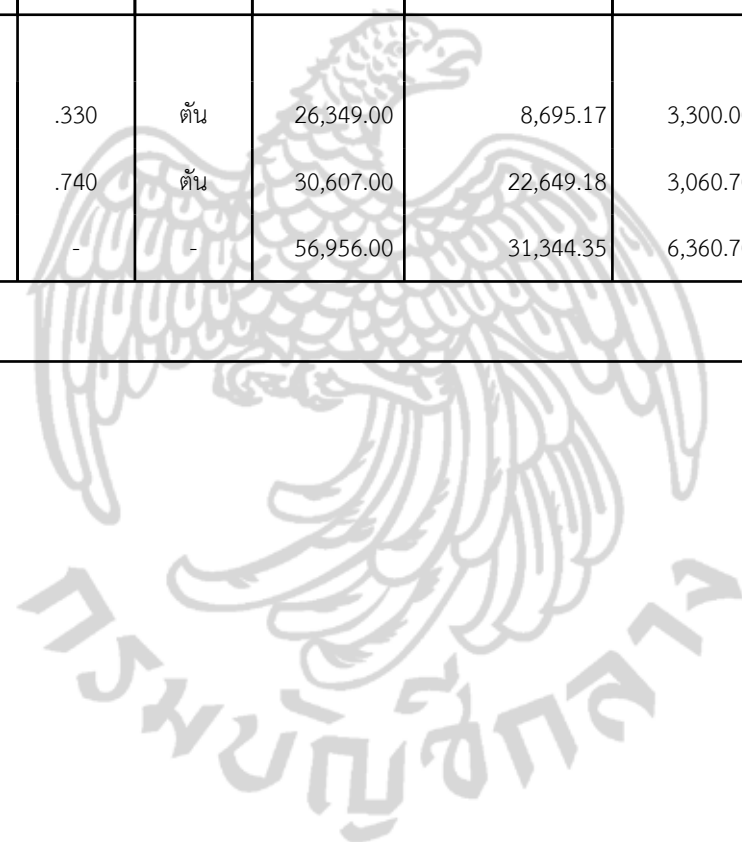 .330 ตัน 26,349.00 8,695.17 3,300.0
.740 ตัน 30,607.00 22,649.18 3,060.7
- - 56,956.00 31,344.35 6,360.7
กรมบัญชีกลาง